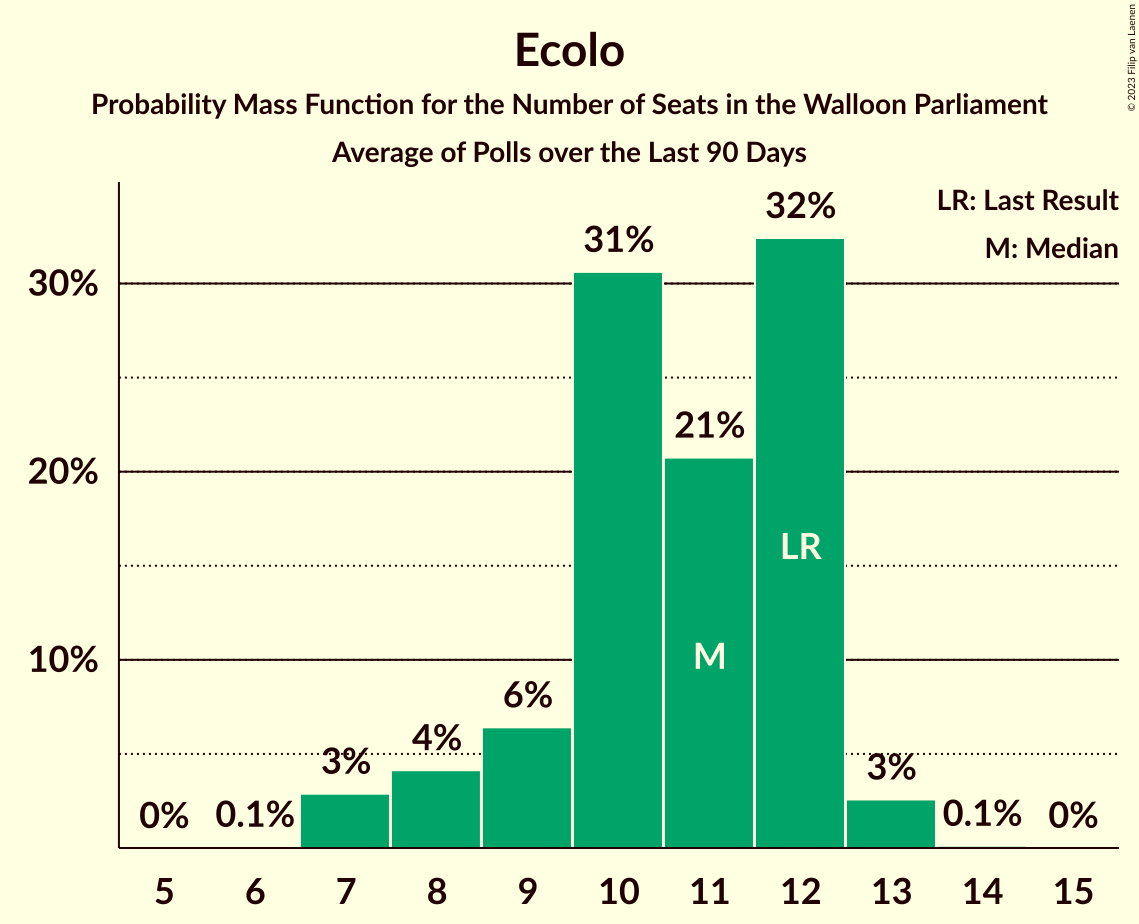 Ecolo
Probability Mass Function for the Number of Seats in the Walloon Parliament
Average of Polls over the Last 90 Days
© 2023 Filip van Laenen
LR: Last Result
M: Median
30%
20%
10%
0%
0.1%
3%
4%
6%
31%
21%
32%
3%
0.1%
0%
M
LR
5 6 7 8 9 10 11 12 13 14 15